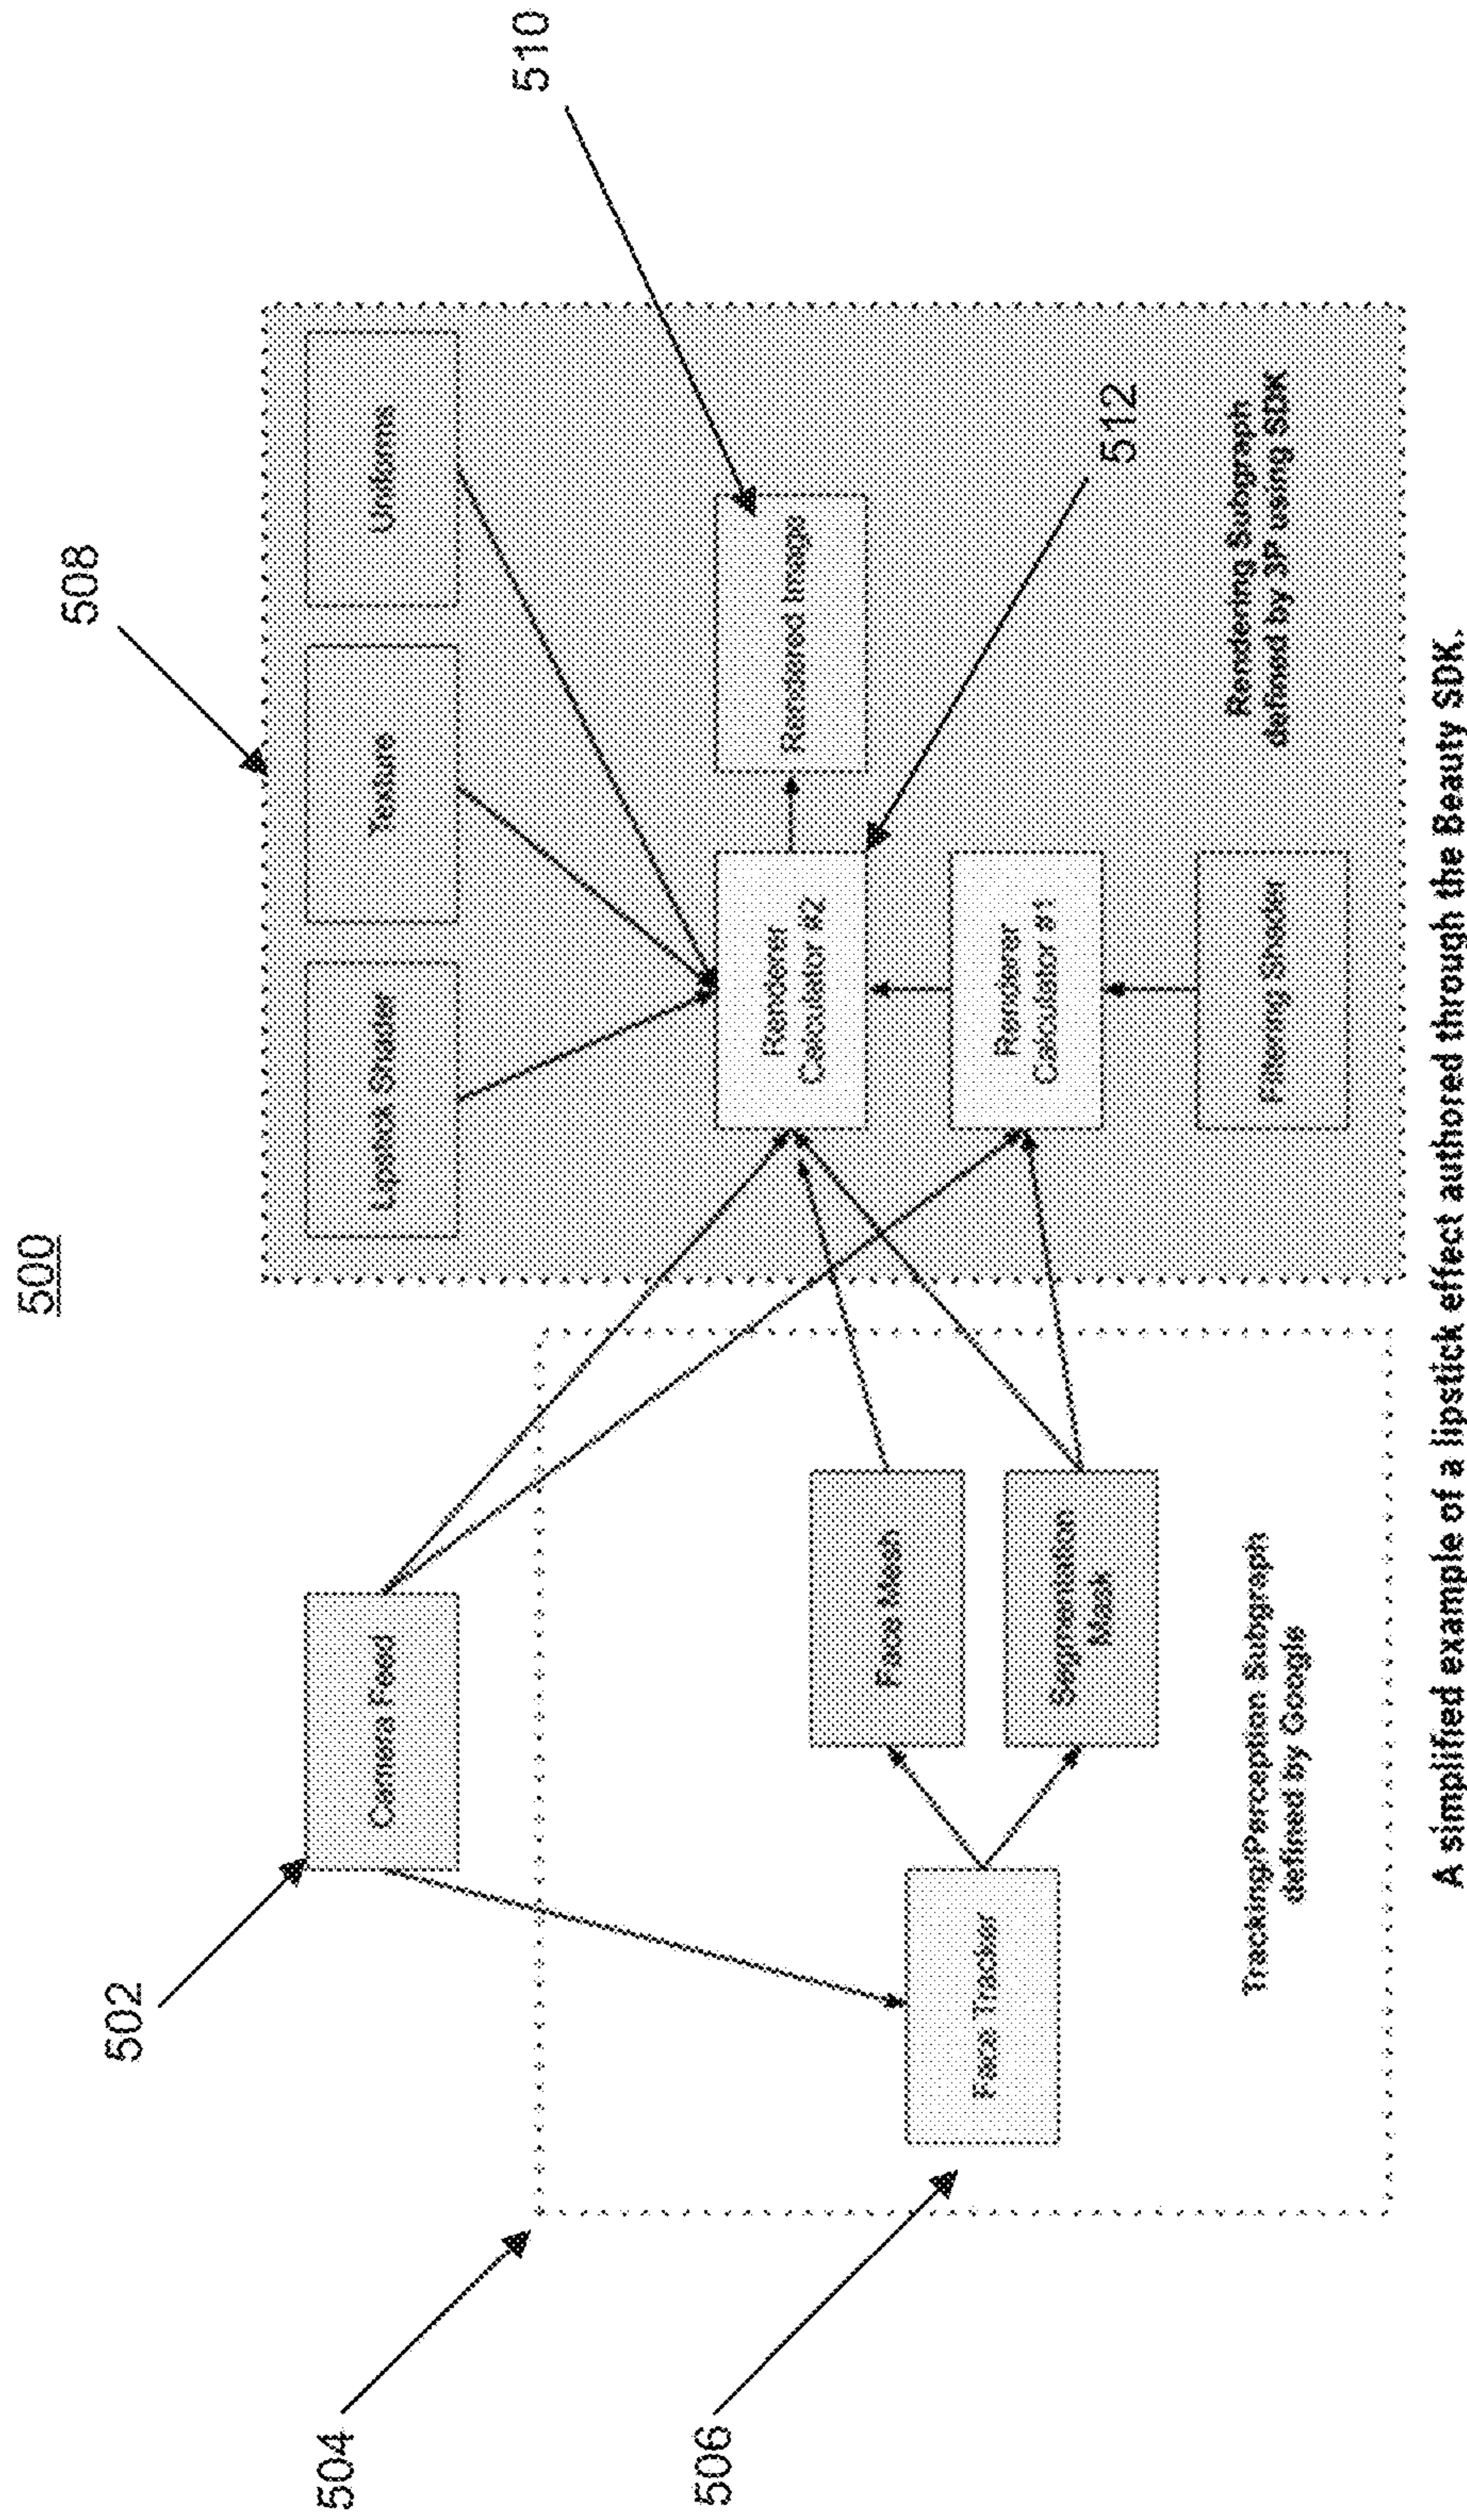 500
508
510
502
504
506
512
Camera Feed
Facial Tracker
Face Mesh
Segmentation
Mask
Tracking/Perception Subgraph
defined by Google
Lipstick Shader
Texture
Uniforms
Renderer
Calculator #2
Rendered Image
Renderer
Calculator #1
Filtering Shader
Rendering Subgraph
defined by 3P using SDK
A simplified example of a lipstick effect authored through the Beauty SDK.